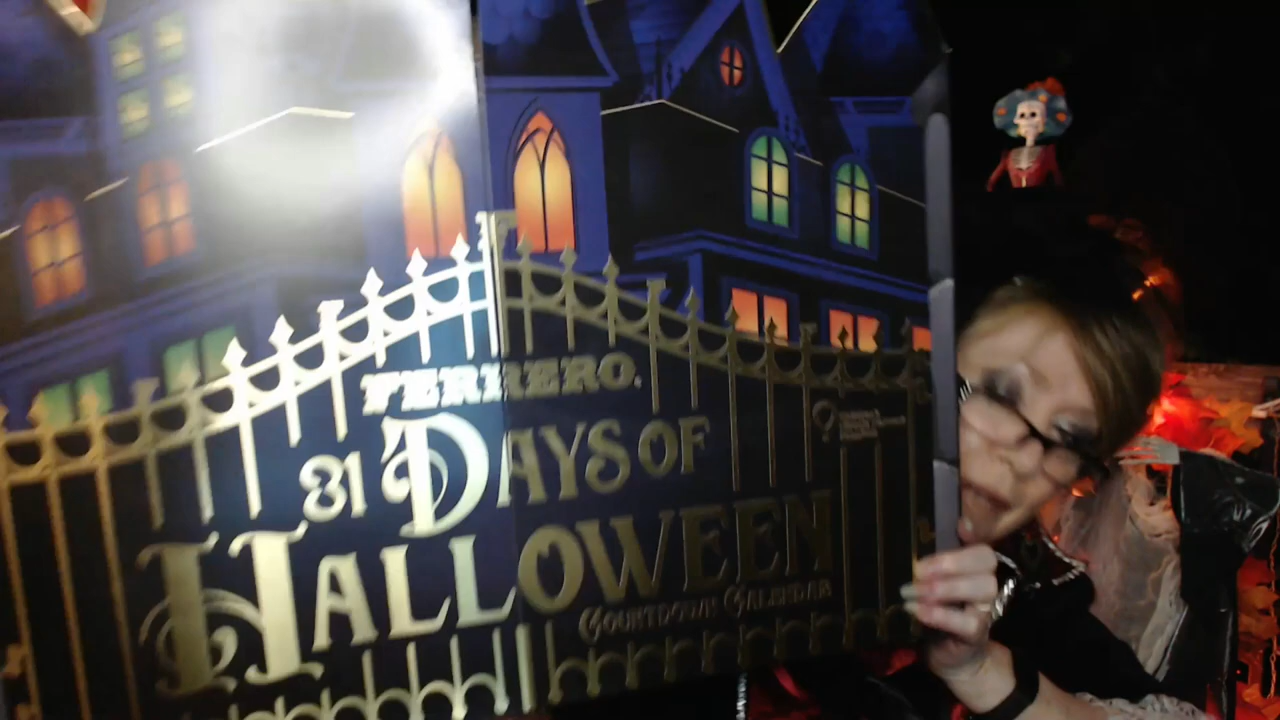 FERRERO.
31 DAYS OF
HALLOWEEN
COUNTDOWN CALENDAR